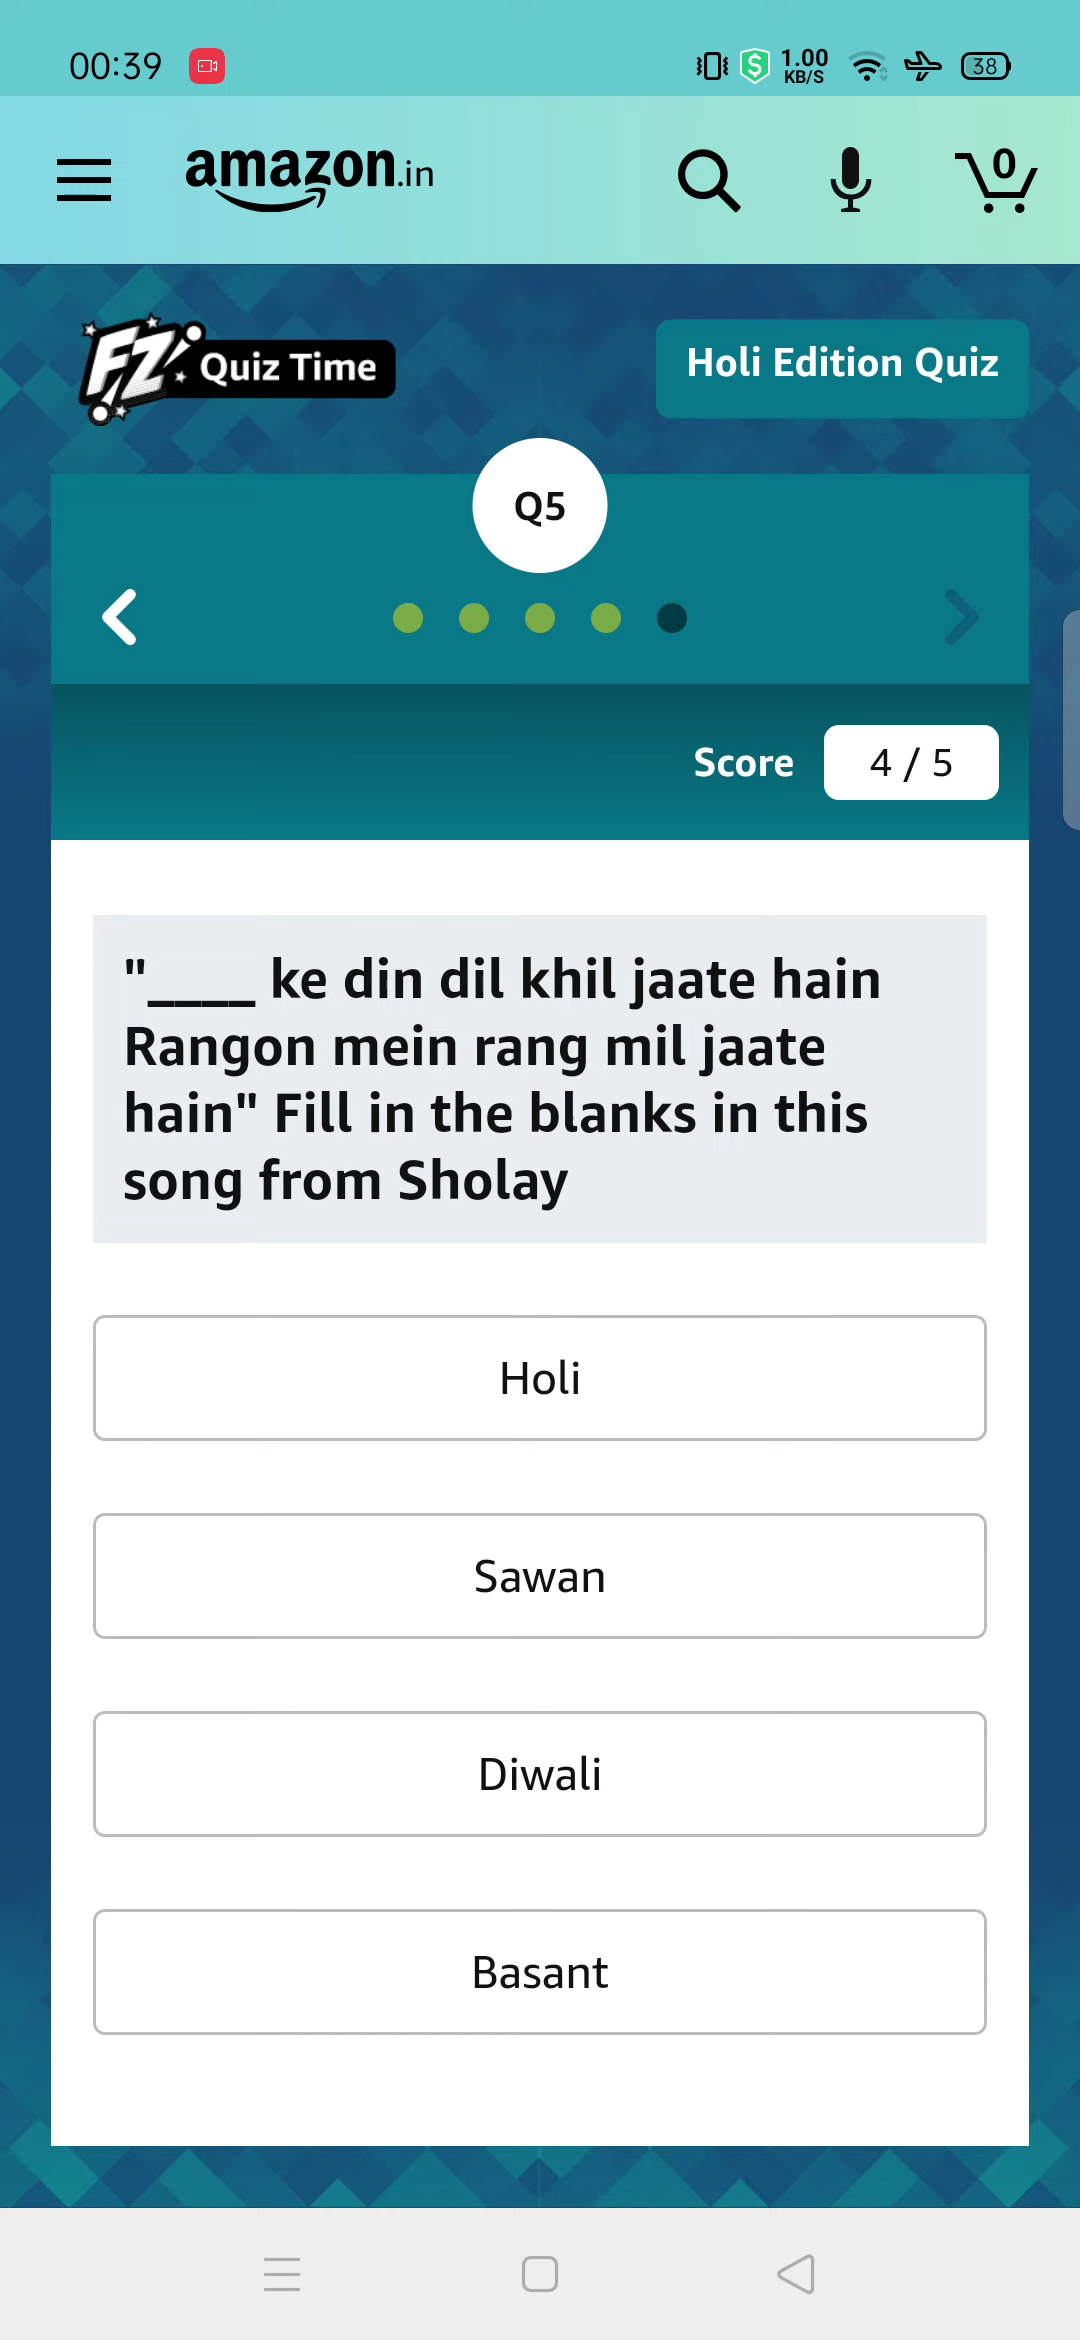 00:39
1.00
KB/S
38
amazon.in
0
FZ Quiz Time
Holi Edition Quiz
Q5
Score 4 / 5
"____ ke din dil khil jaate hain
Rangon mein rang mil jaate
hain" Fill in the blanks in this
song from Sholay
Holi
Sawan
Diwali
Basant